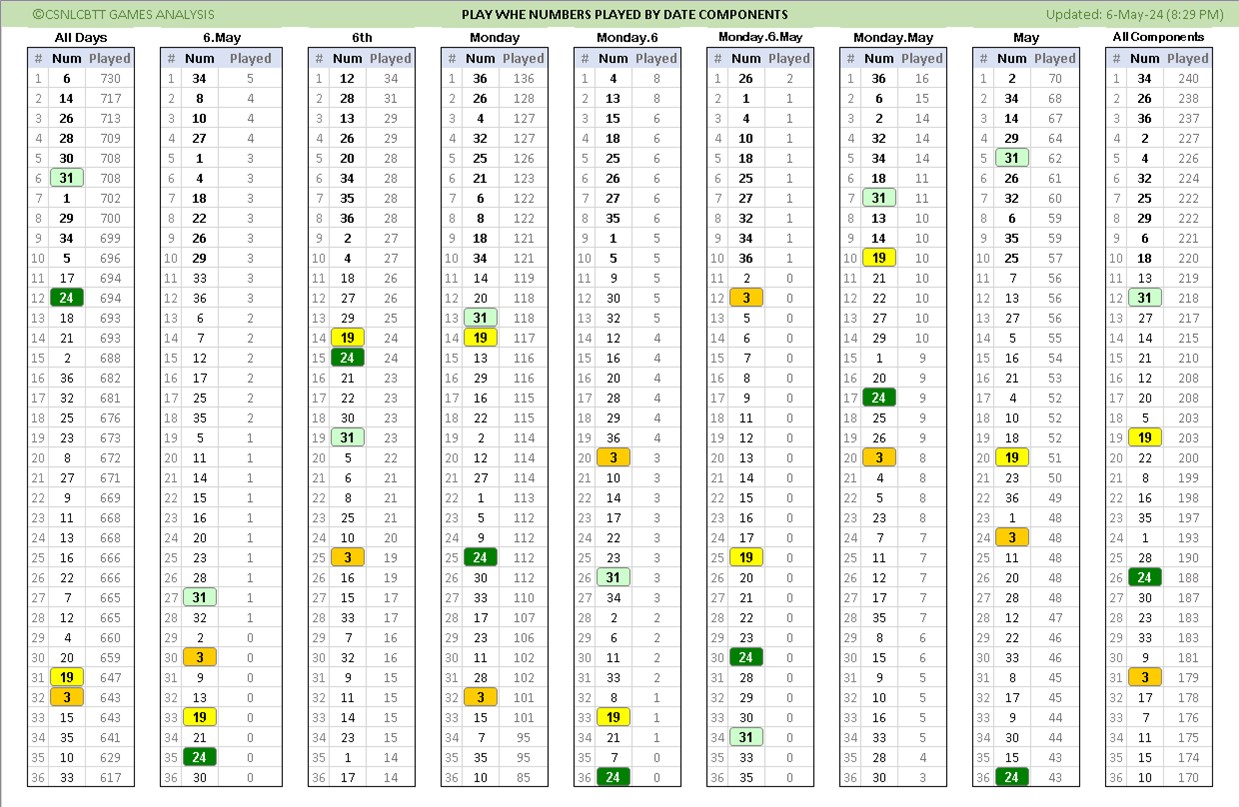 ©CSNLCBTT GAMES ANALYSIS PLAY WHE NUMBERS PLAYED BY DATE COMPONENTS Updated: 6-May-24 (8:29 PM)
All Days 6.May 6th Monday Monday.6 Monday.6.May Monday.May May All Components
# Num Played # Num Played # Num Played # Num Played # Num Played # Num Played # Num Played # Num Played # Num Played
1 6 730 1 34 5 1 12 34 1 36 136 1 4 8 1 26 2 1 36 16 1 2 70 1 34 240
2 14 717 2 8 4 2 28 31 2 26 128 2 13 8 2 1 1 2 6 15 2 34 68 2 26 238
3 26 713 3 10 4 3 13 29 3 4 127 3 15 6 3 4 1 3 2 14 3 14 67 3 36 237
4 28 709 4 27 4 4 26 29 4 32 127 4 18 6 4 10 1 4 32 14 4 29 64 4 2 227
5 30 708 5 1 3 5 20 28 5 25 126 5 25 6 5 18 1 5 34 14 5 31 62 5 4 226
6 31 708 6 4 3 6 34 28 6 21 123 6 26 6 6 25 1 6 18 11 6 26 61 6 32 224
7 1 702 7 18 3 7 35 28 7 6 122 7 27 6 7 27 1 7 31 11 7 32 60 7 25 222
8 29 700 8 22 3 8 36 28 8 8 122 8 35 6 8 32 1 8 13 10 8 6 59 8 29 222
9 34 699 9 26 3 9 2 27 9 18 121 9 1 5 9 34 1 9 14 10 9 35 59 9 6 221
10 5 696 10 29 3 10 4 27 10 34 121 10 5 5 10 36 1 10 19 10 10 25 57 10 18 220
11 17 694 11 33 3 11 18 26 11 14 119 11 9 5 11 2 0 11 21 10 11 7 56 11 13 219
12 24 694 12 36 3 12 27 26 12 20 118 12 30 5 12 3 0 12 22 10 12 13 56 12 31 218
13 18 693 13 6 2 13 29 25 13 31 118 13 32 5 13 5 0 13 27 10 13 27 56 13 27 217
14 21 693 14 7 2 14 19 24 14 19 117 14 12 4 14 6 0 14 29 10 14 5 55 14 14 215
15 2 688 15 12 2 15 24 24 15 13 116 15 16 4 15 7 0 15 1 9 15 16 54 15 21 210
16 36 682 16 17 2 16 21 23 16 29 116 16 20 4 16 8 0 16 20 9 16 21 53 16 12 208
17 32 681 17 25 2 17 22 23 17 16 115 17 28 4 17 9 0 17 24 9 17 4 52 17 20 208
18 25 676 18 35 2 18 30 23 18 22 115 18 29 4 18 11 0 18 25 9 18 10 52 18 5 203
19 23 673 19 5 1 19 31 23 19 2 114 19 36 4 19 12 0 19 26 9 19 18 52 19 19 203
20 8 672 20 11 1 20 5 22 20 12 114 20 3 3 20 13 0 20 3 8 20 19 51 20 22 200
21 27 671 21 14 1 21 6 21 21 27 114 21 10 3 21 14 0 21 4 8 21 23 50 21 8 199
22 9 669 22 15 1 22 8 21 22 1 113 22 14 3 22 15 0 22 5 8 22 36 49 22 16 198
23 11 668 23 16 1 23 25 21 23 5 112 23 17 3 23 16 0 23 23 8 23 1 48 23 35 197
24 13 668 24 20 1 24 10 20 24 9 112 24 22 3 24 17 0 24 7 7 24 3 48 24 1 193
25 16 666 25 23 1 25 3 19 25 24 112 25 23 3 25 19 0 25 11 7 25 11 48 25 28 190
26 22 666 26 28 1 26 16 19 26 30 112 26 31 3 26 20 0 26 12 7 26 20 48 26 24 188
27 7 665 27 31 1 27 15 17 27 33 110 27 34 3 27 21 0 27 17 7 27 28 48 27 30 187
28 12 665 28 32 1 28 33 17 28 17 107 28 2 2 28 22 0 28 35 7 28 12 47 28 23 183
29 4 660 29 2 0 29 7 16 29 23 106 29 6 2 29 23 0 29 8 6 29 22 46 29 33 183
30 20 659 30 3 0 30 32 16 30 11 102 30 11 2 30 24 0 30 15 6 30 33 46 30 9 181
31 19 647 31 9 0 31 9 15 31 28 102 31 33 2 31 28 0 31 9 5 31 8 45 31 3 179
32 3 643 32 13 0 32 11 15 32 3 101 32 8 1 32 29 0 32 10 5 32 17 45 32 17 178
33 15 643 33 19 0 33 14 15 33 15 101 33 19 1 33 30 0 33 16 5 33 9 44 33 7 176
34 35 641 34 21 0 34 23 15 34 7 95 34 21 1 34 31 0 34 33 5 34 30 44 34 11 175
35 10 629 35 24 0 35 1 14 35 35 95 35 7 0 35 33 0 35 28 4 35 15 43 35 15 174
36 33 617 36 30 0 36 17 14 36 10 85 36 24 0 36 35 0 36 30 3 36 24 43 36 10 170